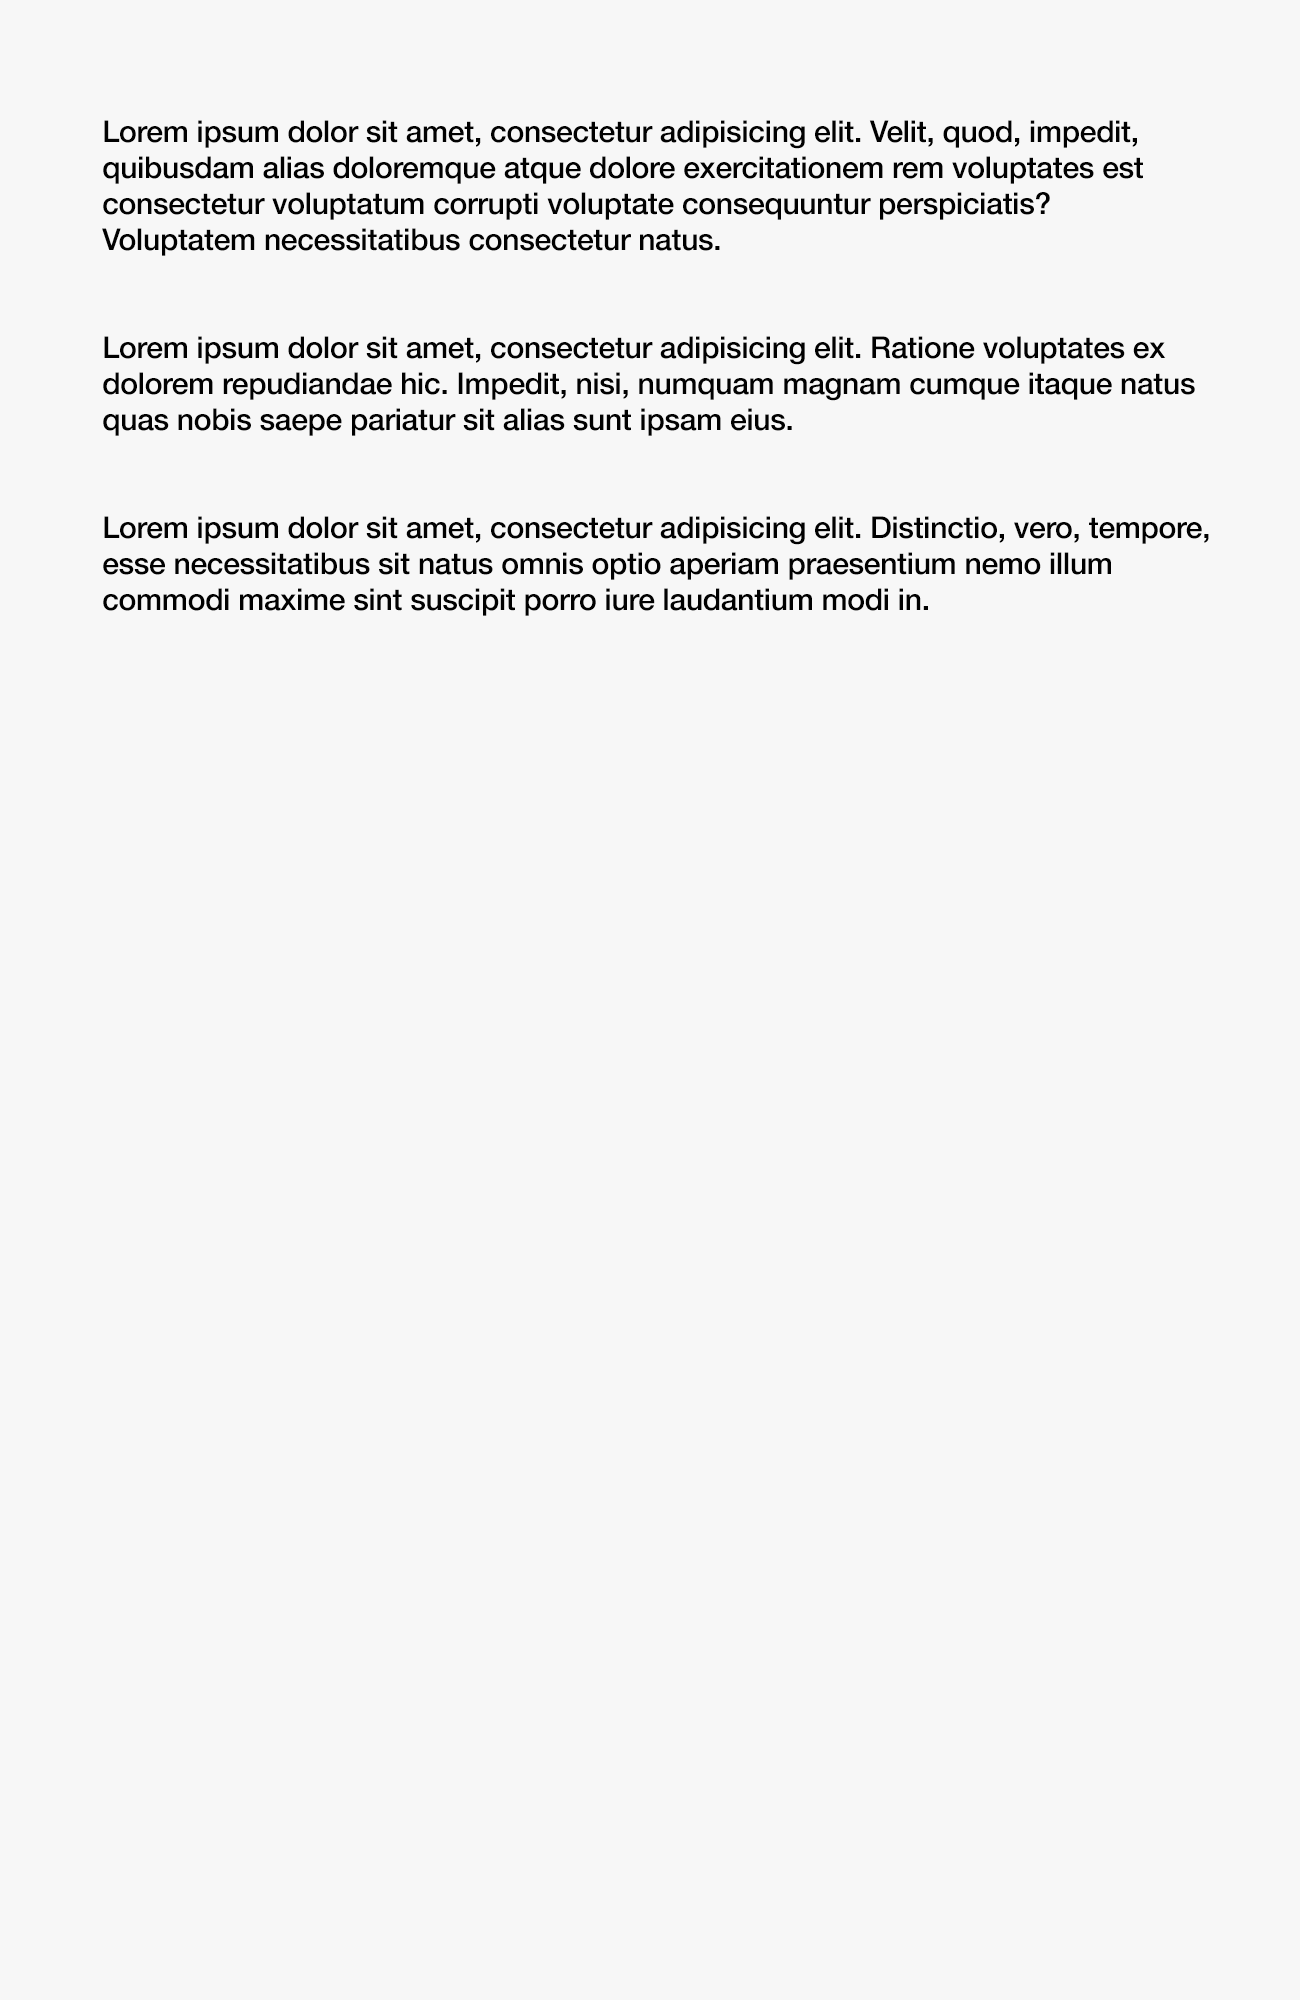 Lorem ipsum dolor sit amet, consectetur adipisicing elit. Velit, quod, impedit,
quibusdam alias doloremque atque dolore exercitationem rem voluptates est
consectetur voluptatum corrupti voluptate consequuntur perspiciatis?
Voluptatem necessitatibus consectetur natus.
Lorem ipsum dolor sit amet, consectetur adipisicing elit. Ratione voluptates ex
dolorem repudiandae hic. Impedit, nisi, numquam magnam cumque itaque natus
quas nobis saepe pariatur sit alias sunt ipsam eius.
Lorem ipsum dolor sit amet, consectetur adipisicing elit. Distinctio, vero, tempore,
esse necessitatibus sit natus omnis optio aperiam praesentium nemo illum
commodi maxime sint suscipit porro iure laudantium modi in.